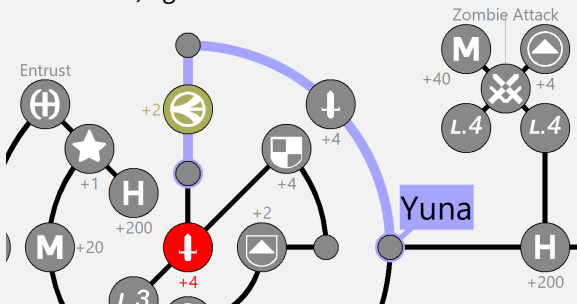 Zombie Attack
M
+40
+4
Entrust
+2
L.4
L.4
+4
+1
+4
H
+200
+2
Yuna
M
+20
H
+4
+200
L.3